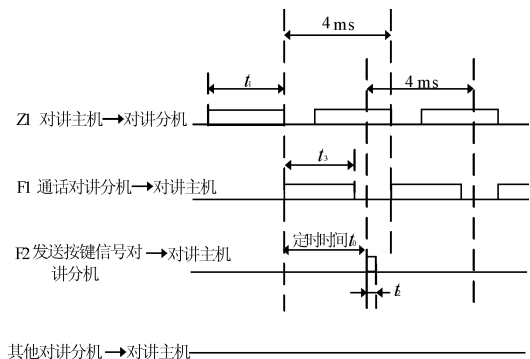 4 ms
4 ms
t1
Z1 对讲主机→对讲分机
t3
F1 通话对讲分机→对讲主机
定时时间t0
F2 发送按键信号对
讲分机
→对讲主机
t2
其他对讲分机→对讲主机